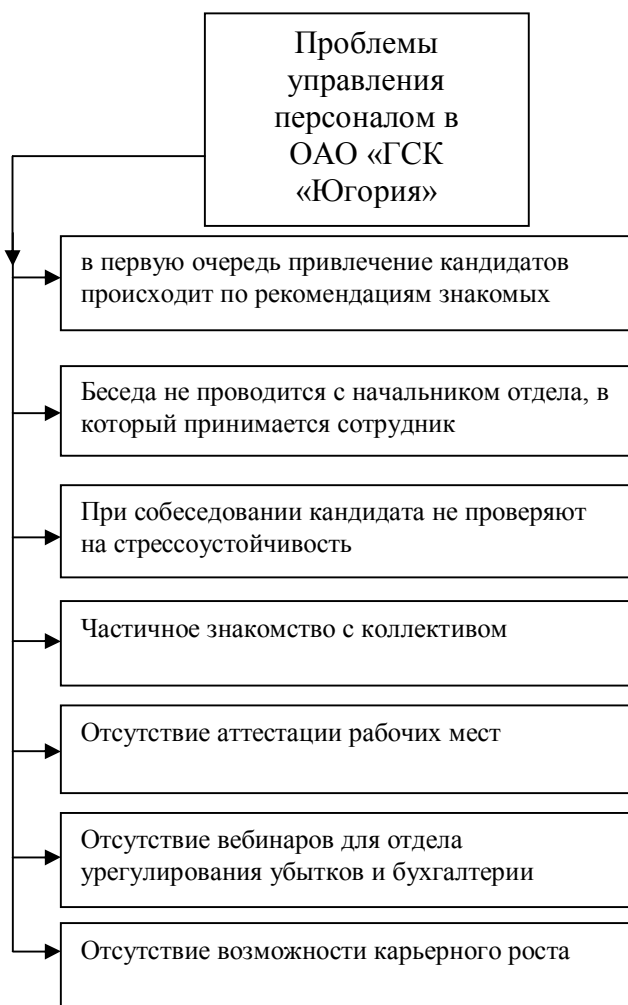 Проблемы
управления
персоналом в
ОАО «ГСК
«Югория»
в первую очередь привлечение кандидатов
происходит по рекомендациям знакомых
Беседа не проводится с начальником отдела, в
который принимается сотрудник
При собеседовании кандидата не проверяют
на стрессоустойчивость
Частичное знакомство с коллективом
Отсутствие аттестации рабочих мест
Отсутствие вебинаров для отдела
урегулирования убытков и бухгалтерии
Отсутствие возможности карьерного роста